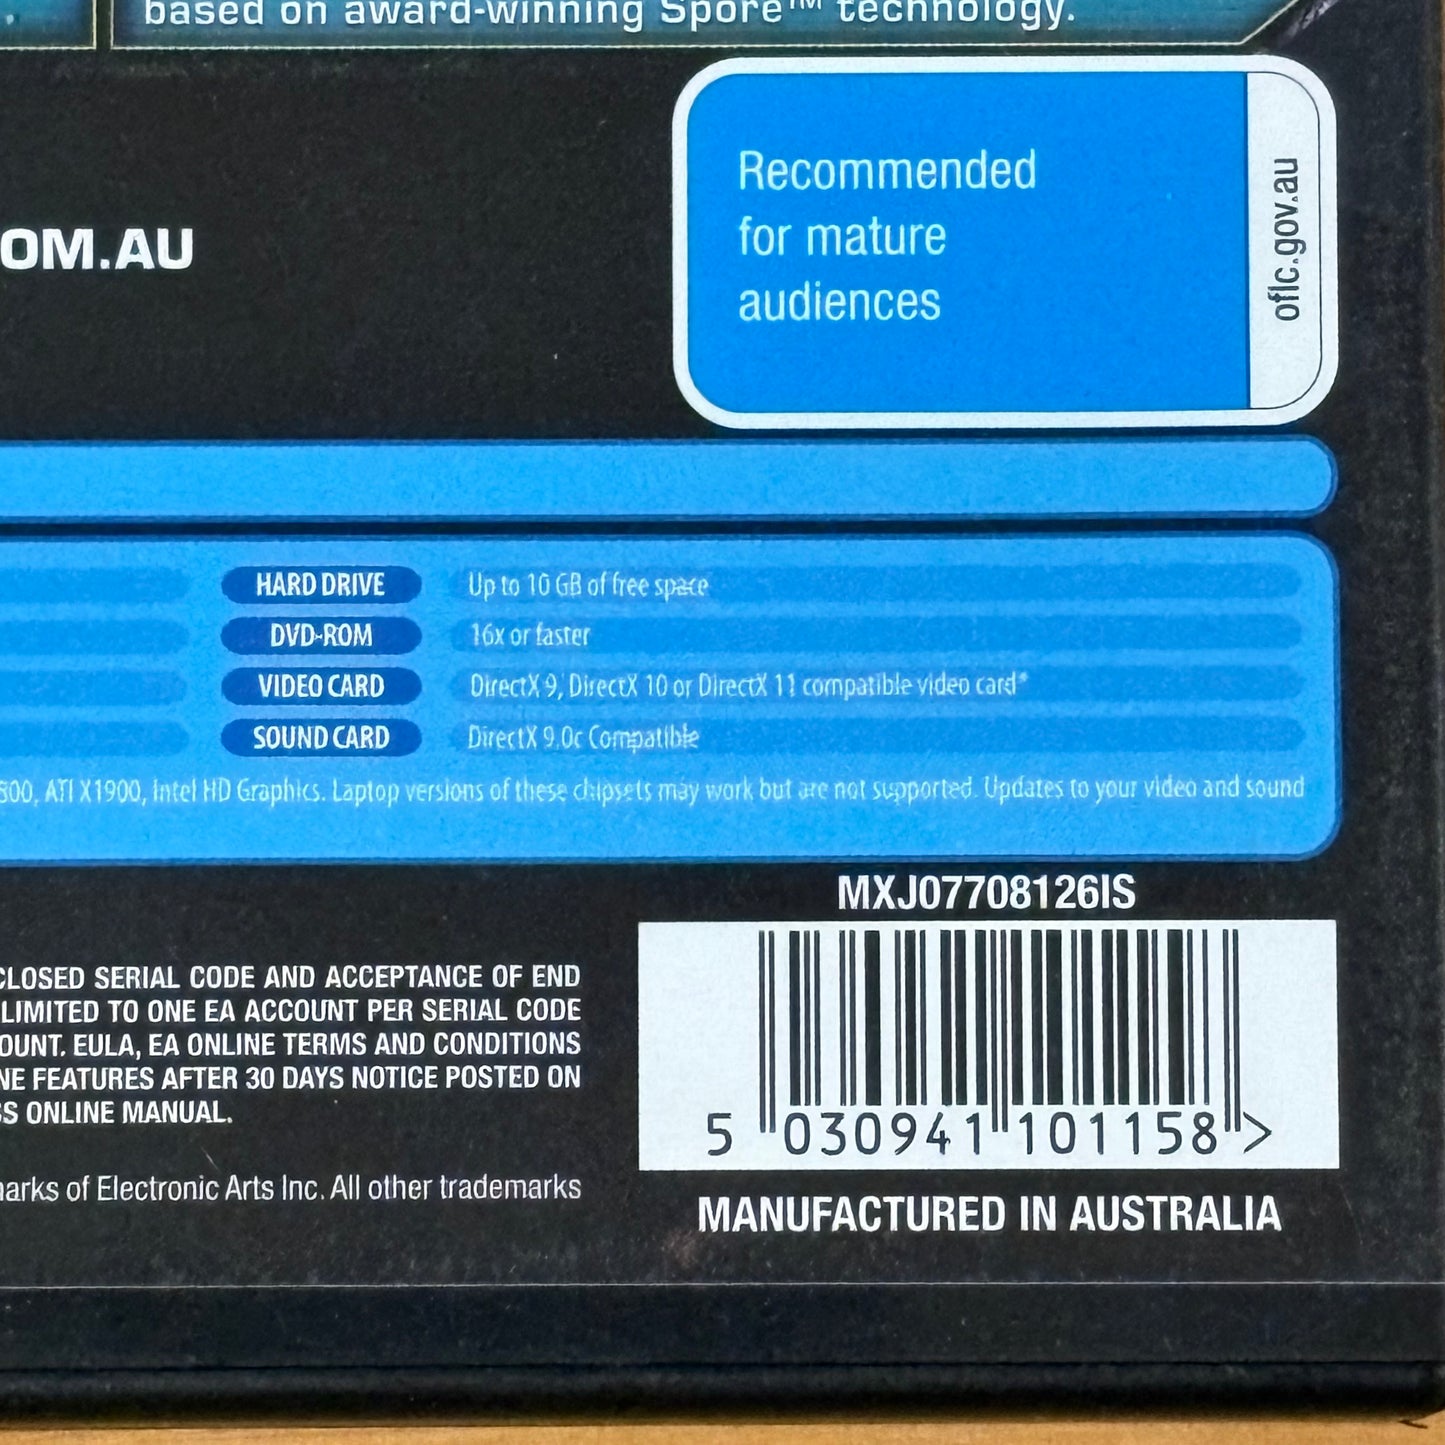 based on award-winning Spore™ technology.
Recommended
for mature
audiences
oflc.gov.au
OM.AU
HARD DRIVE Up to 10 GB of free space
DVD-ROM 16x or faster
VIDEO CARD DirectX 9, DirectX 10 or DirectX 11 compatible video card*
SOUND CARD DirectX 9.0c Compatible
800, ATI X1900, Intel HD Graphics. Laptop versions of these chipsets may work but are not supported. Updates to your video and sound
MXJ07708126IS
CLOSED SERIAL CODE AND ACCEPTANCE OF END
LIMITED TO ONE EA ACCOUNT PER SERIAL CODE
OUNT. EULA, EA ONLINE TERMS AND CONDITIONS
NE FEATURES AFTER 30 DAYS NOTICE POSTED ON
SS ONLINE MANUAL.
arks of Electronic Arts Inc. All other trademarks
5 030941 101158 >
MANUFACTURED IN AUSTRALIA